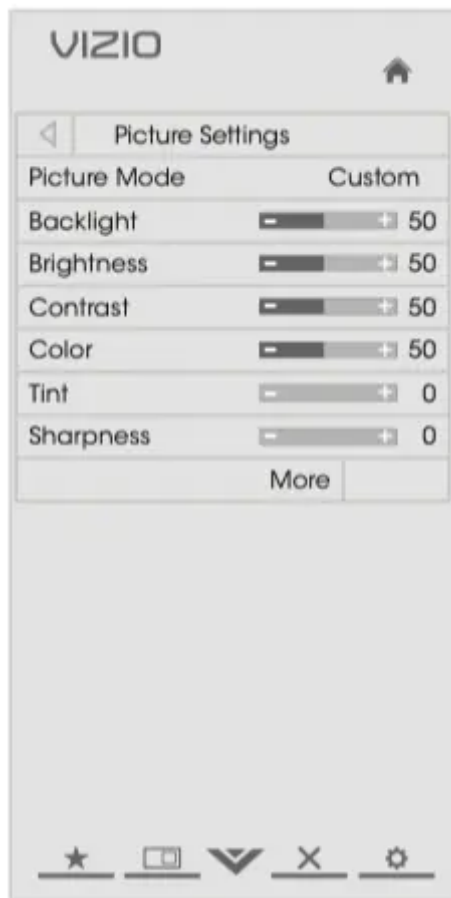 VIZIO
Picture Settings
Picture Mode Custom
Backlight 50
Brightness 50
Contrast 50
Color 50
Tint 0
Sharpness 0
More